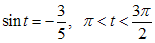 sin t = −3/5, π < t < 3π/2